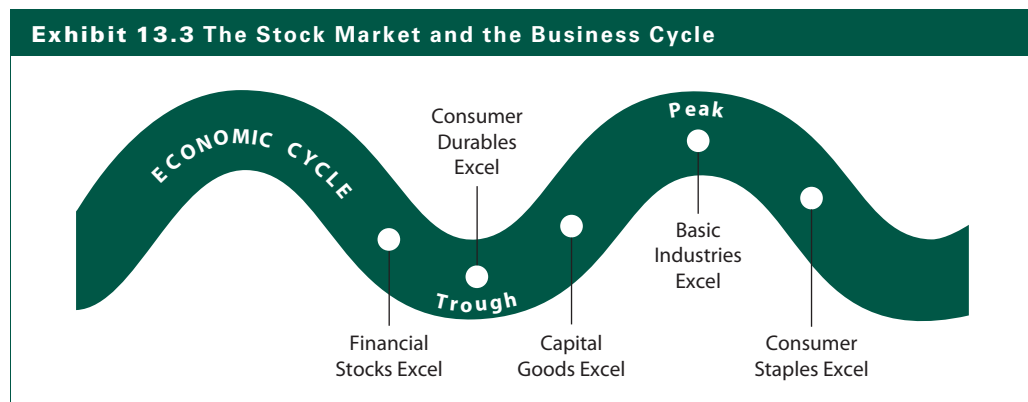 Exhibit 13.3 The Stock Market and the Business Cycle
ECONOMIC CYCLE
Consumer
Durables
Excel
Peak
Trough
Financial
Stocks Excel
Capital
Goods Excel
Basic
Industries
Excel
Consumer
Staples Excel